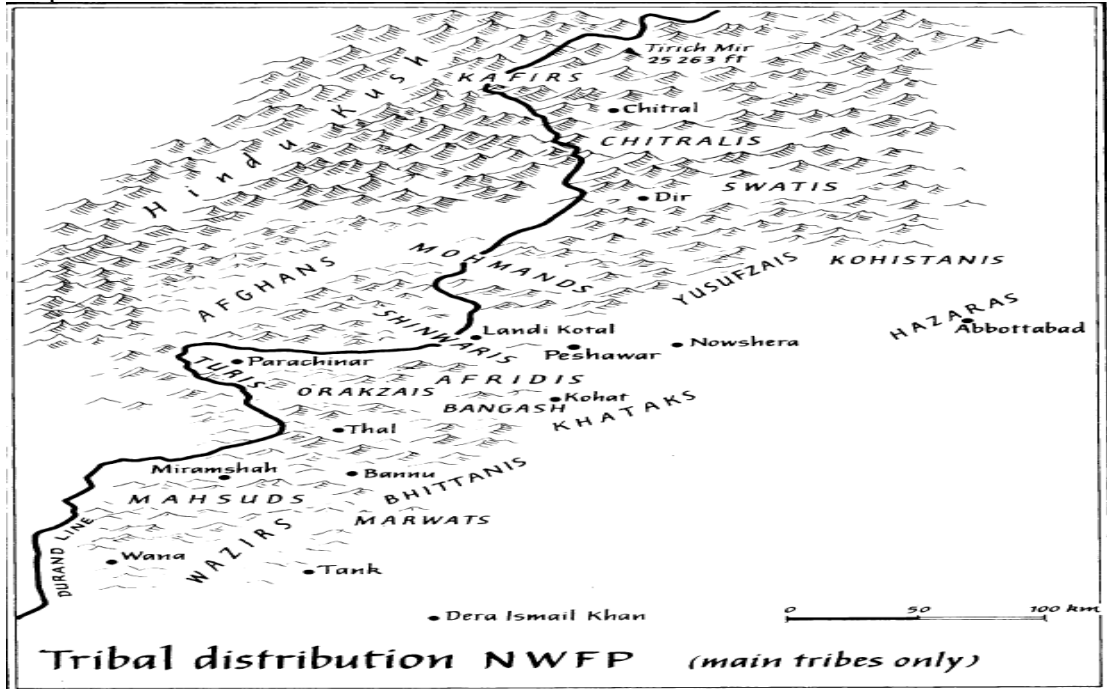 Tirich Mir
25 263 ft
KAFIRS
Hindu Kush
Chitral
CHITRALIS
SWATIS
Dir
MOHMANDS
KOHISTANIS
YUSUFZAIS
AFGHANS
HAZARAS
Abbottabad
SHINWARIS
Landi Kotal
Peshawar
Nowshera
Parachinar
TURIS
AFRIDIS
ORAKZAIS
Kohat
BANGASH
KHATAKS
Thal
Miramshah
Bannu
BHITTANIS
MAHSUDS
MARWATS
WAZIRS
DURAND LINE
Wana
Tank
Dera Ismail Khan
0 50 100 km
Tribal distribution NWFP (main tribes only)